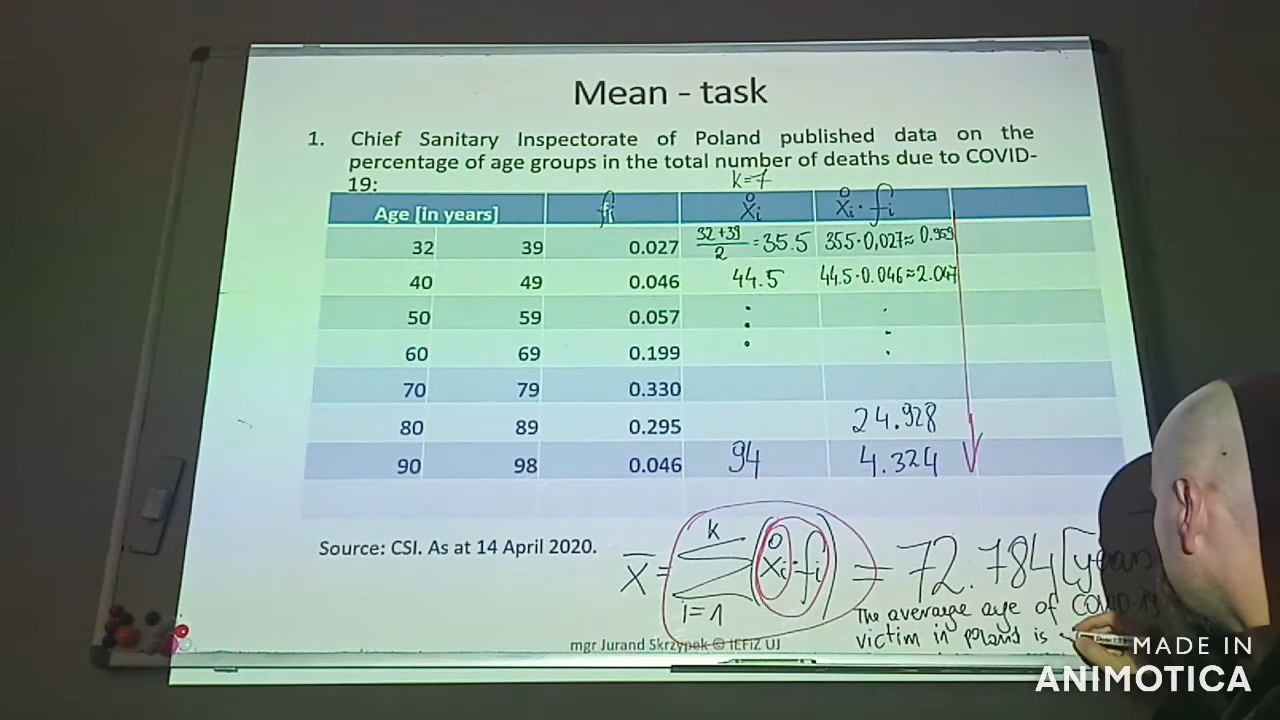 Mean - task
1. Chief Sanitary Inspectorate of Poland published data on the
percentage of age groups in the total number of deaths due to COVID-
19:
k=7
Age [in years] fi x̊i x̊i · fi
32 39 0.027 32+39/2 = 35.5 355·0,027≈ 0.959
40 49 0.046 44.5 44.5·0.046≈2.047
50 59 0.057
60 69 0.199
70 79 0.330
80 89 0.295 24.928
90 98 0.046 94 4.324
Source: CSI. As at 14 April 2020.
x̄ = k Σ i=1 (x̊i · fi) = 72.784 [years
The average age of COVID-19
victim in poland is
mgr Jurand Skrzypek © IEFiZ UJ
MADE IN
ANIMOTICA